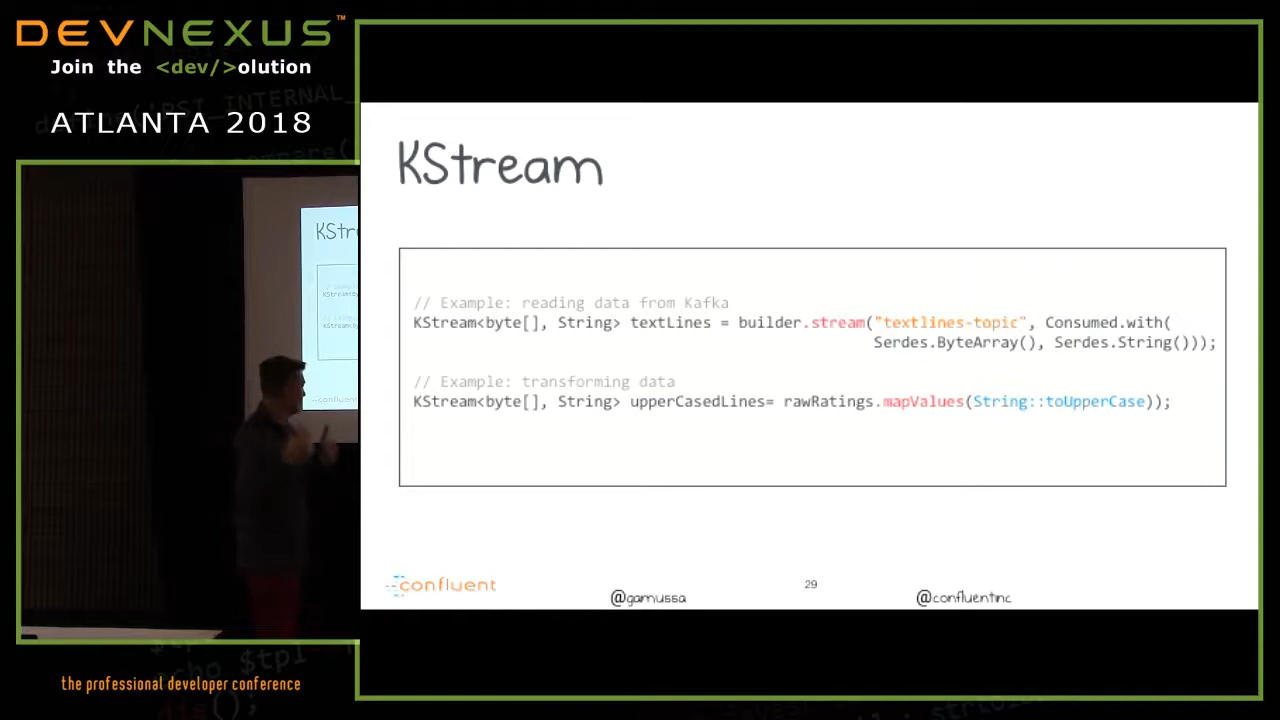 DEVNEXUS™
Join the <dev/>olution
ATLANTA 2018
KStream
// Example: reading data from Kafka
KStream<byte[], String> textLines = builder.stream("textlines-topic", Consumed.with(
Serdes.ByteArray(), Serdes.String()));
// Example: transforming data
KStream<byte[], String> upperCasedLines= rawRatings.mapValues(String::toUpperCase));
confluent
@gamussa
29
@confluentinc
KStre
the professional developer conference